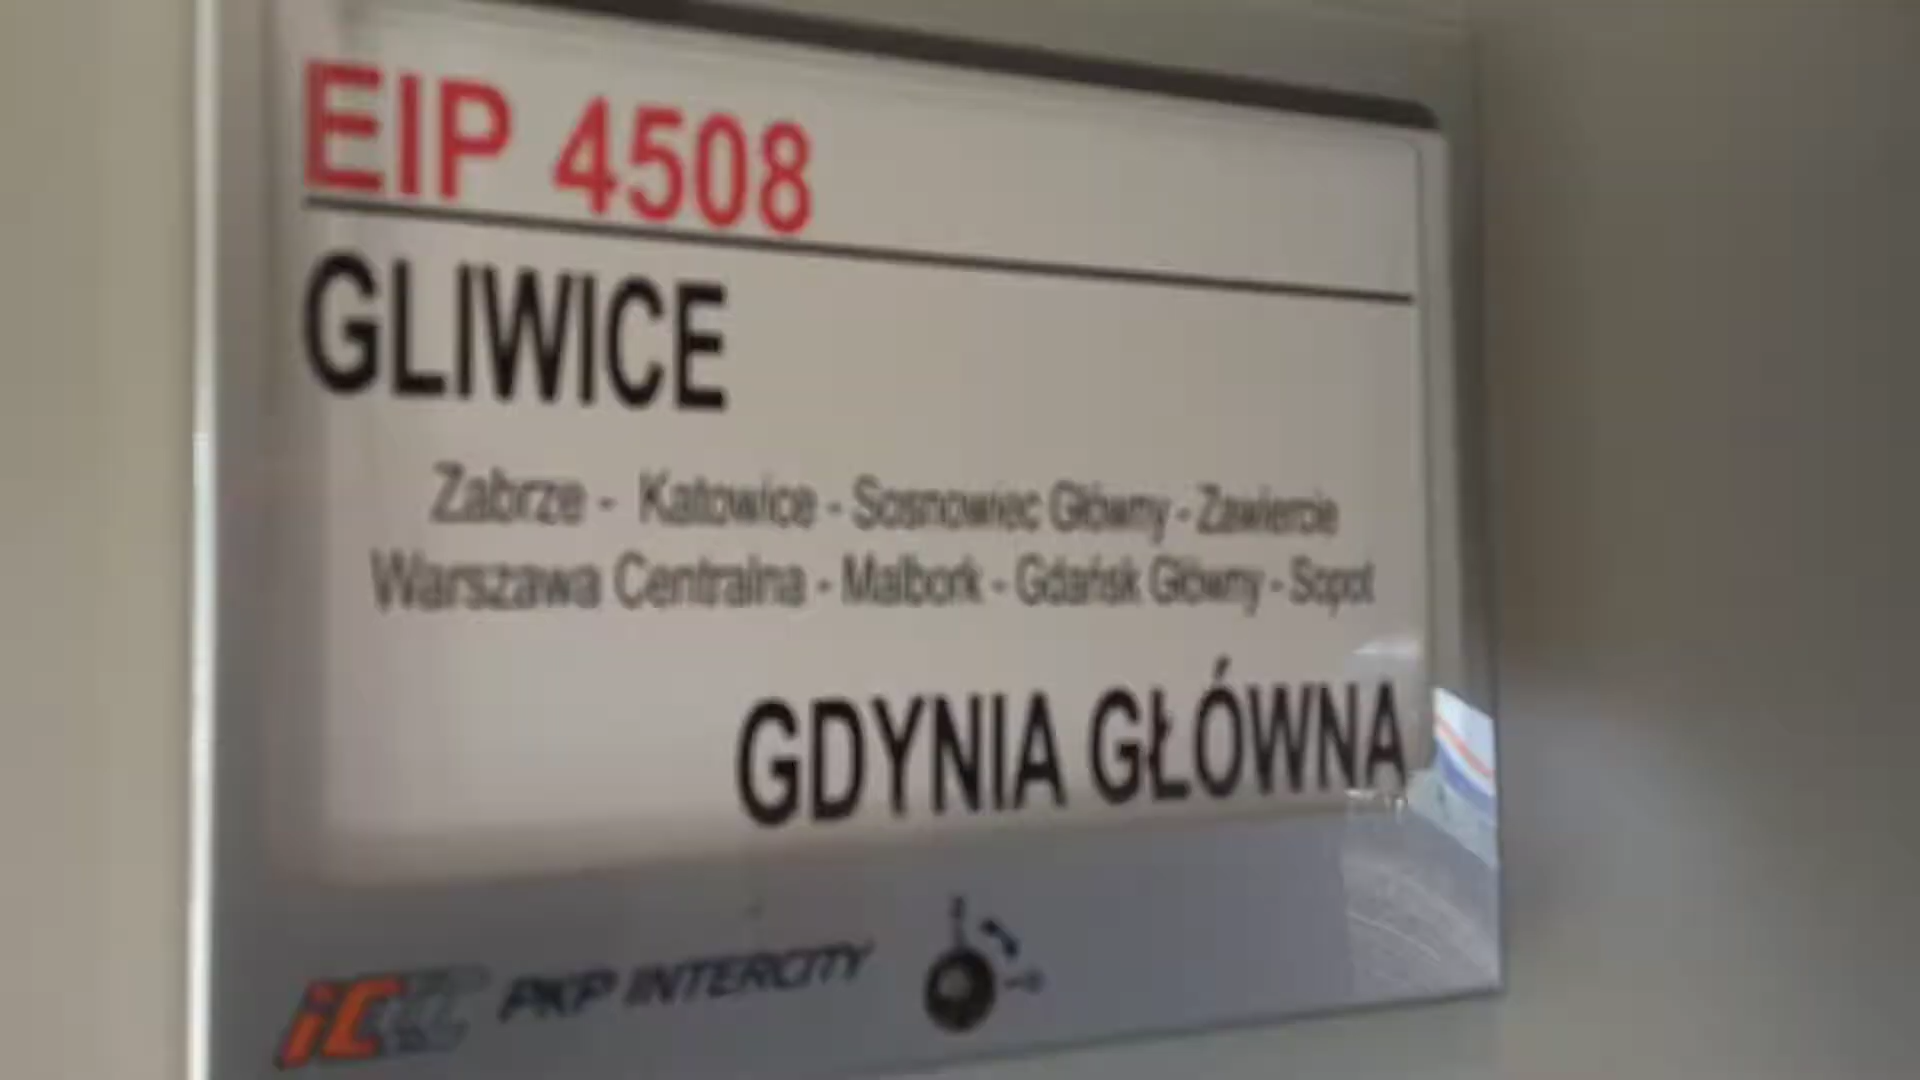 EIP 4508
GLIWICE
Zabrze - Katowice - Sosnowiec Główny - Zawiercie
Warszawa Centralna - Malbork - Gdańsk Główny - Sopot
GDYNIA GŁÓWNA
PKP INTERCITY